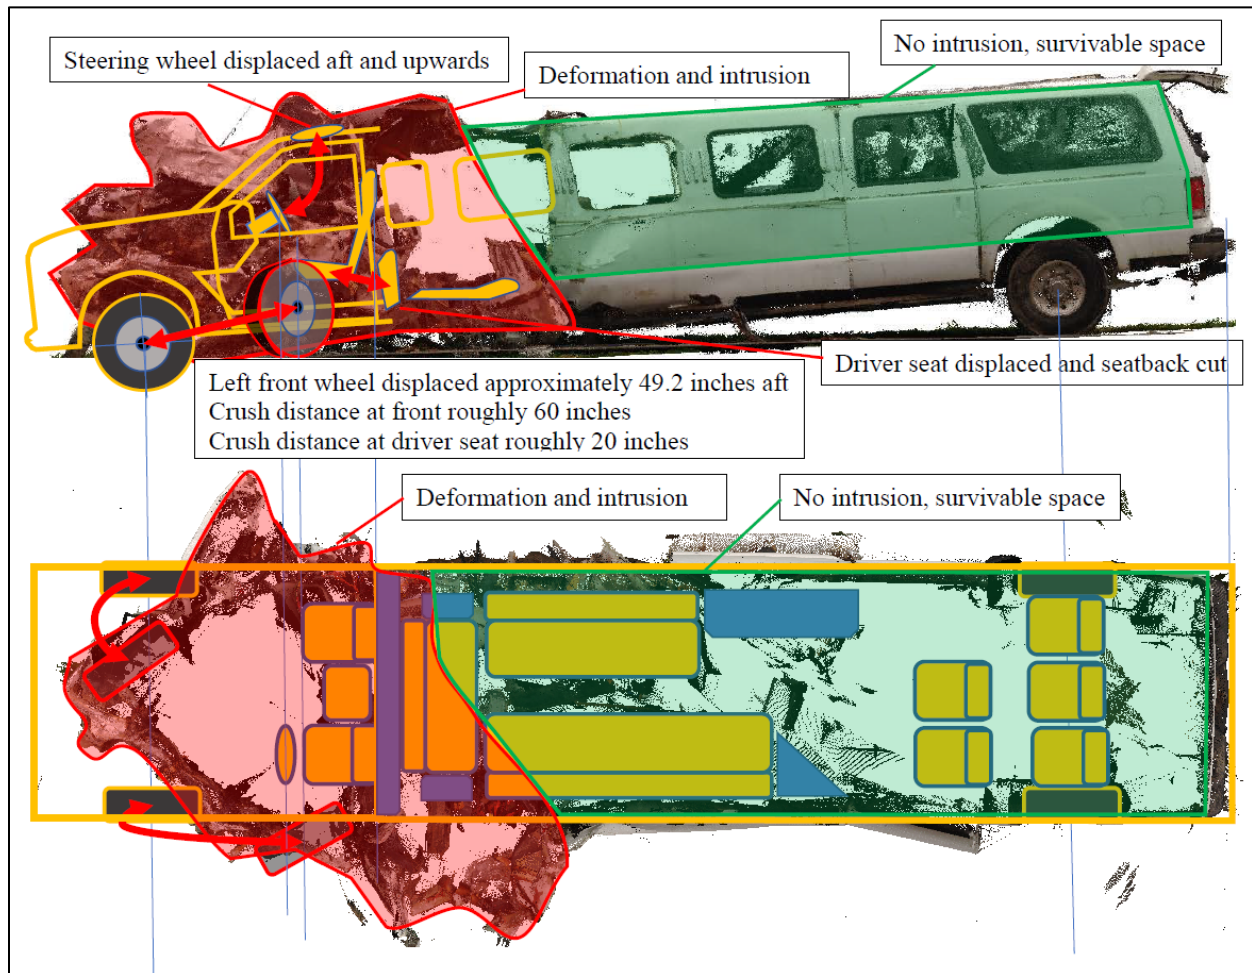 No intrusion, survivable space
Steering wheel displaced aft and upwards
Deformation and intrusion
Driver seat displaced and seatback cut
Left front wheel displaced approximately 49.2 inches aft
Crush distance at front roughly 60 inches
Crush distance at driver seat roughly 20 inches
Deformation and intrusion
No intrusion, survivable space